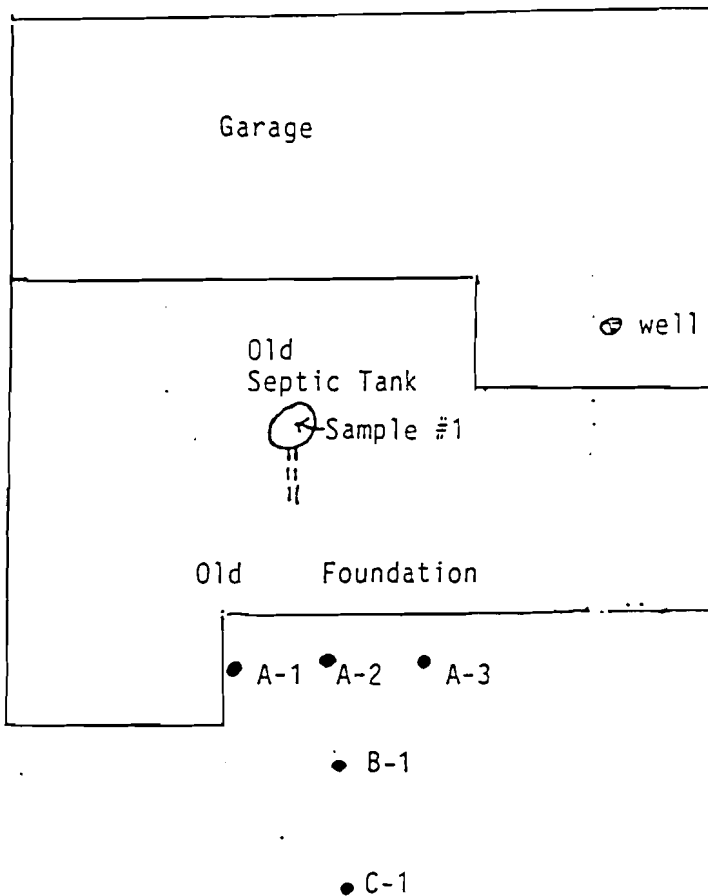 Garage
well
Old
Septic Tank
Sample #1
Old Foundation
A-1 A-2 A-3
B-1
C-1